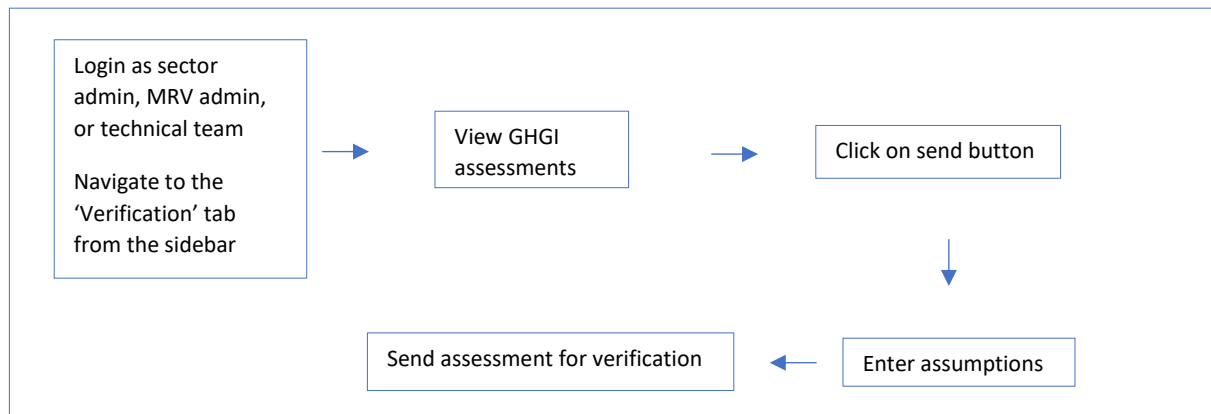 Login as sector
admin, MRV admin,
or technical team
Navigate to the
‘Verification’ tab
from the sidebar
View GHGI
assessments
Click on send button
Enter assumptions
Send assessment for verification